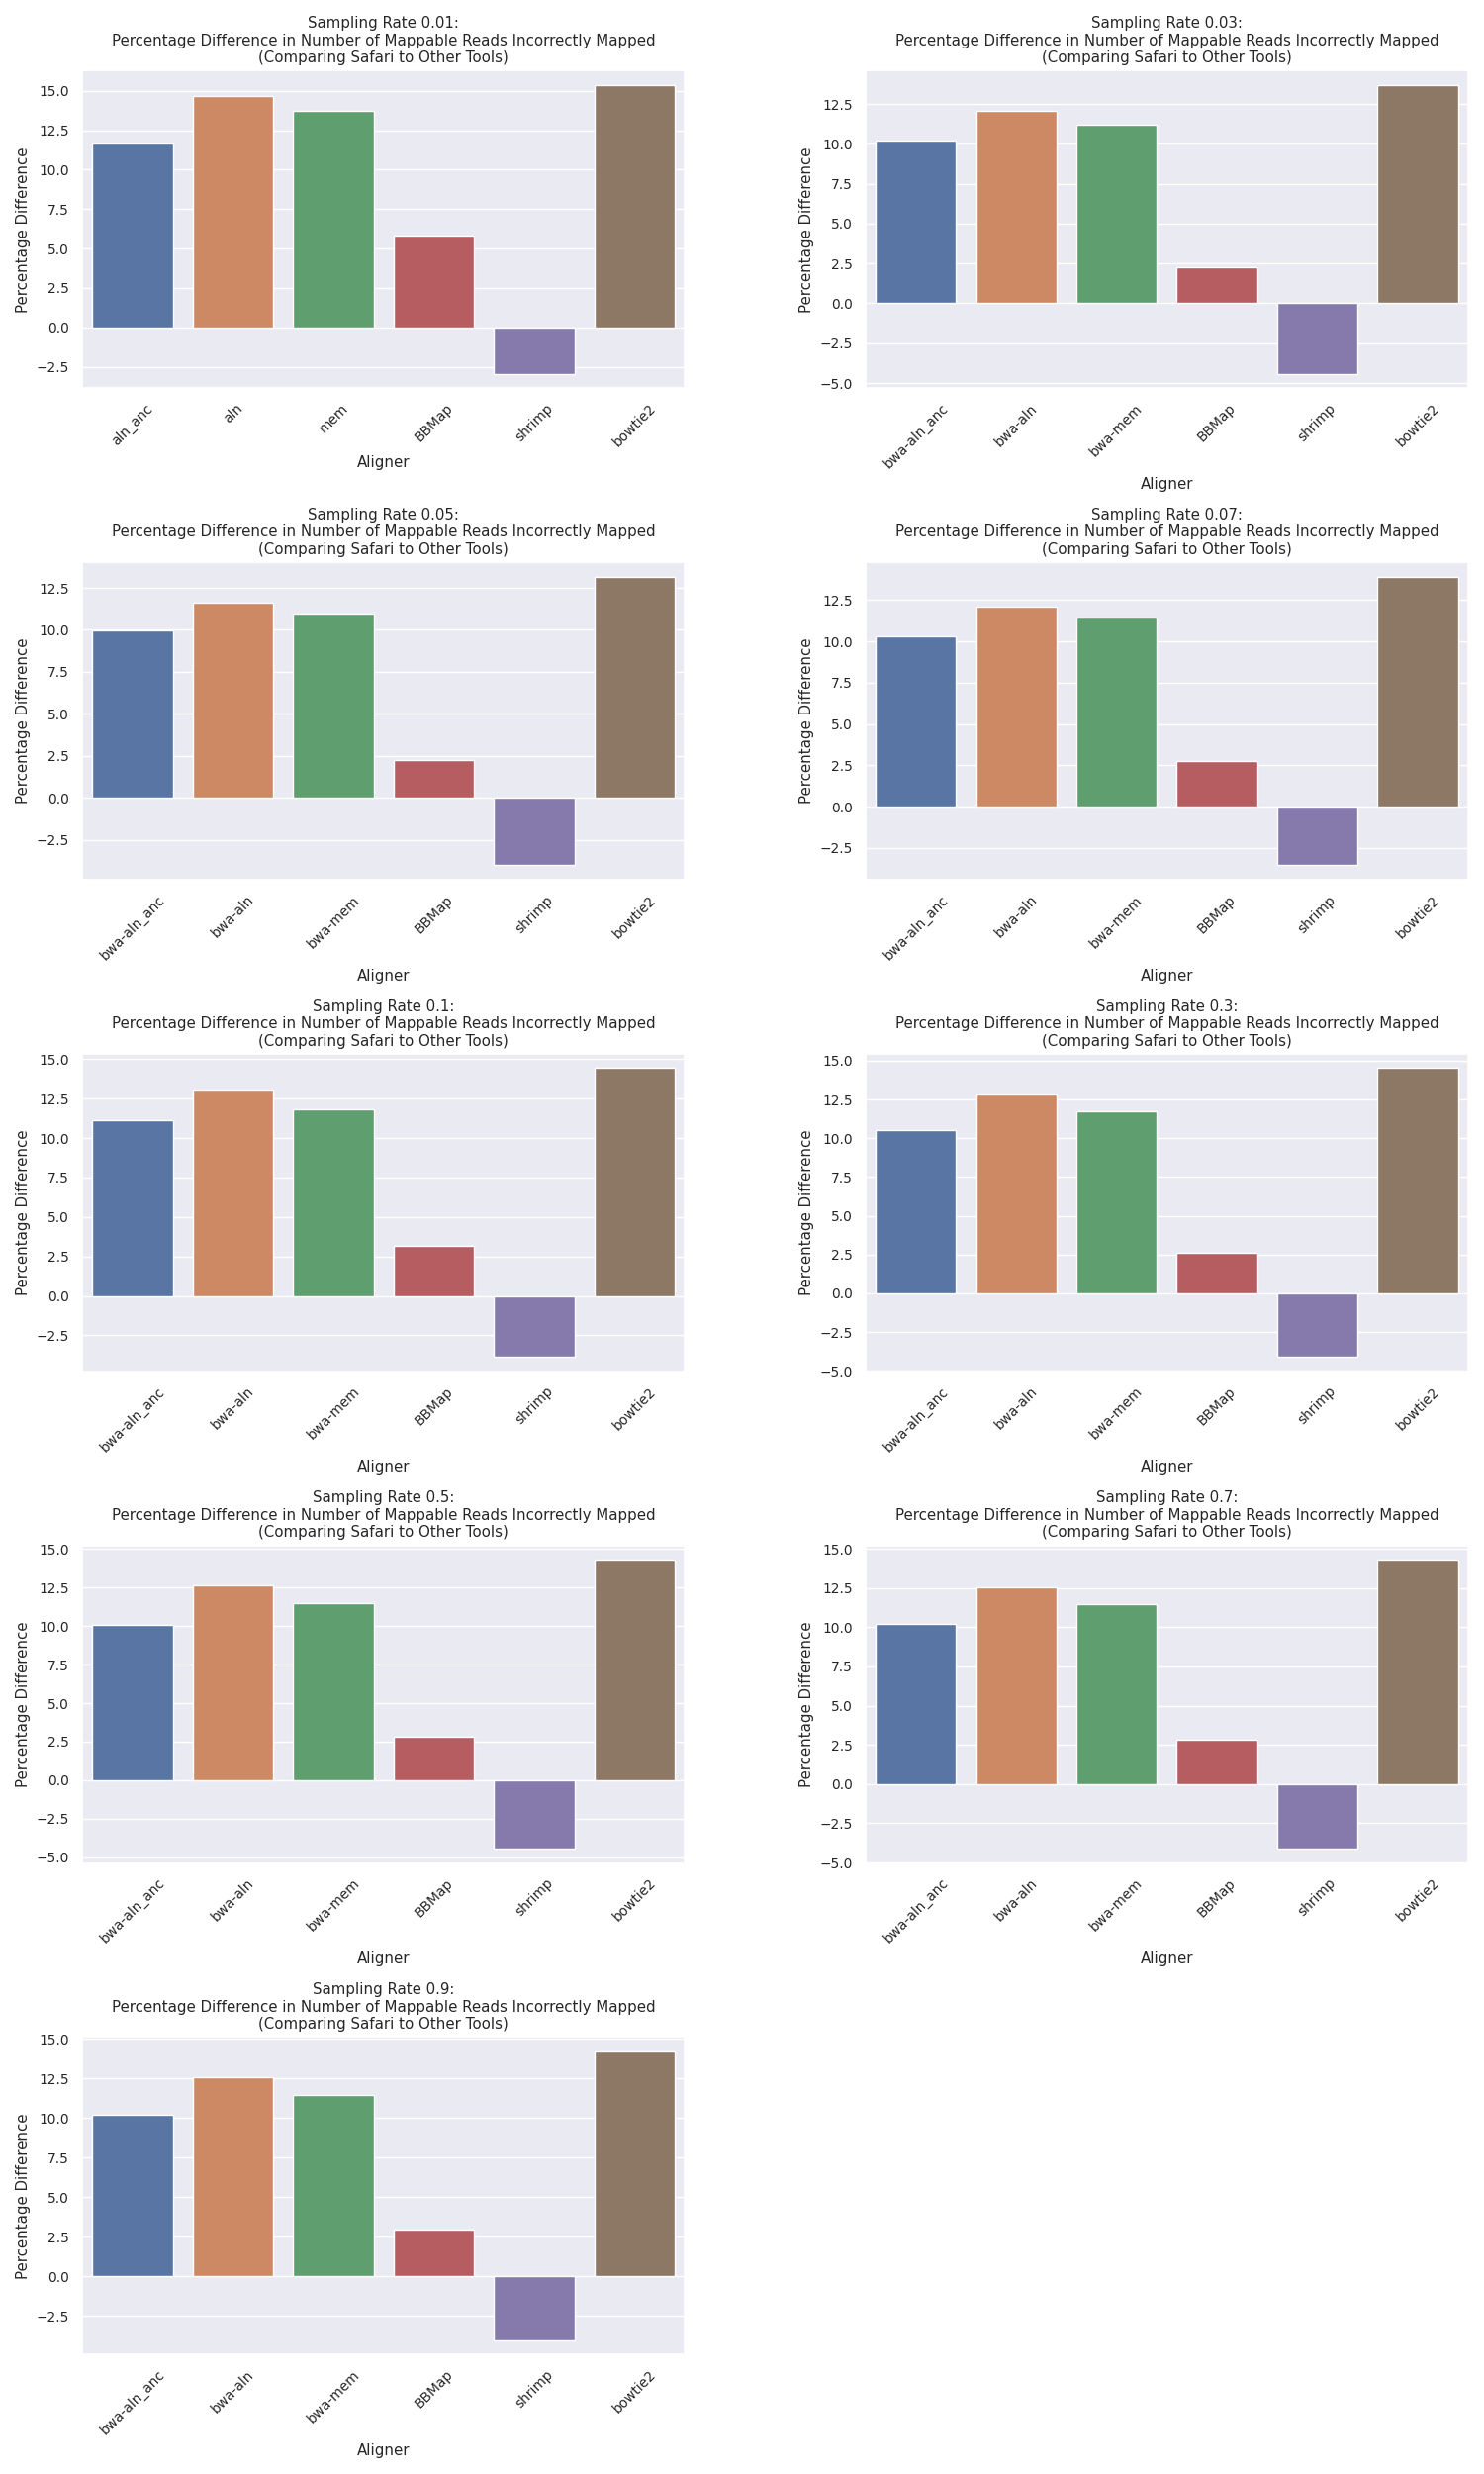 Sampling Rate 0.01:
Percentage Difference in Number of Mappable Reads Incorrectly Mapped
(Comparing Safari to Other Tools)
Percentage Difference
15.0
12.5
10.0
7.5
5.0
2.5
0.0
−2.5
aln_anc
aln
mem
BBMap
shrimp
bowtie2
Aligner
Sampling Rate 0.03:
Percentage Difference in Number of Mappable Reads Incorrectly Mapped
(Comparing Safari to Other Tools)
Percentage Difference
12.5
10.0
7.5
5.0
2.5
0.0
−2.5
−5.0
bwa-aln_anc
bwa-aln
bwa-mem
BBMap
shrimp
bowtie2
Aligner
Sampling Rate 0.05:
Percentage Difference in Number of Mappable Reads Incorrectly Mapped
(Comparing Safari to Other Tools)
Percentage Difference
12.5
10.0
7.5
5.0
2.5
0.0
−2.5
bwa-aln_anc
bwa-aln
bwa-mem
BBMap
shrimp
bowtie2
Aligner
Sampling Rate 0.07:
Percentage Difference in Number of Mappable Reads Incorrectly Mapped
(Comparing Safari to Other Tools)
Percentage Difference
12.5
10.0
7.5
5.0
2.5
0.0
−2.5
bwa-aln_anc
bwa-aln
bwa-mem
BBMap
shrimp
bowtie2
Aligner
Sampling Rate 0.1:
Percentage Difference in Number of Mappable Reads Incorrectly Mapped
(Comparing Safari to Other Tools)
Percentage Difference
15.0
12.5
10.0
7.5
5.0
2.5
0.0
−2.5
bwa-aln_anc
bwa-aln
bwa-mem
BBMap
shrimp
bowtie2
Aligner
Sampling Rate 0.3:
Percentage Difference in Number of Mappable Reads Incorrectly Mapped
(Comparing Safari to Other Tools)
Percentage Difference
15.0
12.5
10.0
7.5
5.0
2.5
0.0
−2.5
−5.0
bwa-aln_anc
bwa-aln
bwa-mem
BBMap
shrimp
bowtie2
Aligner
Sampling Rate 0.5:
Percentage Difference in Number of Mappable Reads Incorrectly Mapped
(Comparing Safari to Other Tools)
Percentage Difference
15.0
12.5
10.0
7.5
5.0
2.5
0.0
−2.5
−5.0
bwa-aln_anc
bwa-aln
bwa-mem
BBMap
shrimp
bowtie2
Aligner
Sampling Rate 0.7:
Percentage Difference in Number of Mappable Reads Incorrectly Mapped
(Comparing Safari to Other Tools)
Percentage Difference
15.0
12.5
10.0
7.5
5.0
2.5
0.0
−2.5
−5.0
bwa-aln_anc
bwa-aln
bwa-mem
BBMap
shrimp
bowtie2
Aligner
Sampling Rate 0.9:
Percentage Difference in Number of Mappable Reads Incorrectly Mapped
(Comparing Safari to Other Tools)
Percentage Difference
15.0
12.5
10.0
7.5
5.0
2.5
0.0
−2.5
bwa-aln_anc
bwa-aln
bwa-mem
BBMap
shrimp
bowtie2
Aligner